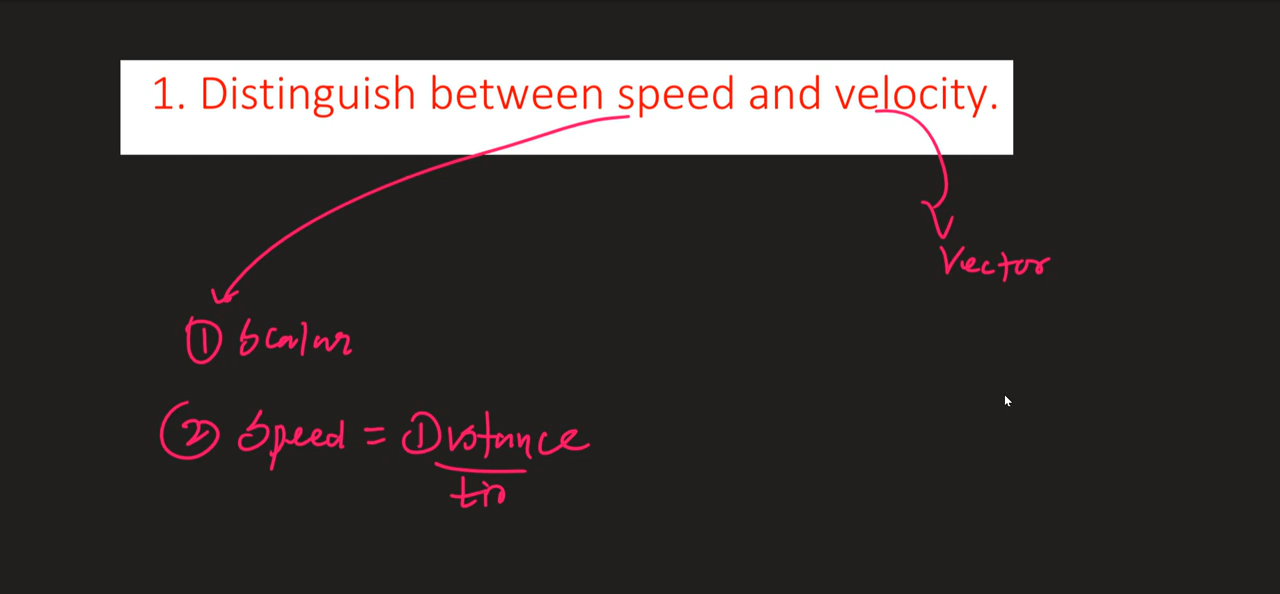 1. Distinguish between speed and velocity.
Vector
① Scalar
② Speed = Distance